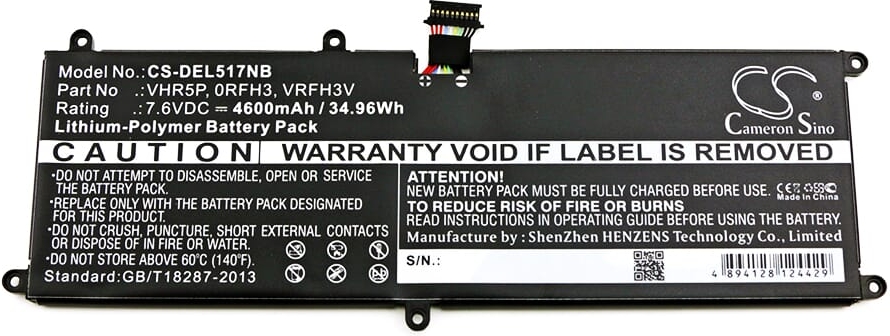 Model No.: CS-DEL517NB
Part No .: VHR5P, 0RFH3, VRFH3V
Rating .: 7.6VDC ⎓ 4600mAh / 34.96Wh
Lithium-Polymer Battery Pack
CS
Cameron Sino
CAUTION WARRANTY VOID IF LABEL IS REMOVED
•DO NOT ATTEMPT TO DISASSEMBLE, OPEN OR SERVICE
THE BATTERY PACK.
•REPLACE ONLY WITH THE BATTERY PACK DESIGNATED
FOR THIS PRODUCT.
•DO NOT CRUSH, PUNCTURE, SHORT EXTERNAL CONTACTS
OR DISPOSE OF IN FIRE OR WATER.
•DO NOT PLACE ABOVE 60°C (140°F).
Standard:GB/T18287-2013
ATTENTION!
NEW BATTERY PACK MUST BE FULLY CHARGED BEFORE USE
TO REDUCE RISK OF FIRE OR BURNS
READ INSTRUCTIONS IN OPERATING GUIDE BEFORE USING THE BATTERY.
CE
Made in China
Manufacture by : ShenZhen HENZENS Technology Co., Limited
S/N.:
4 894128 124429